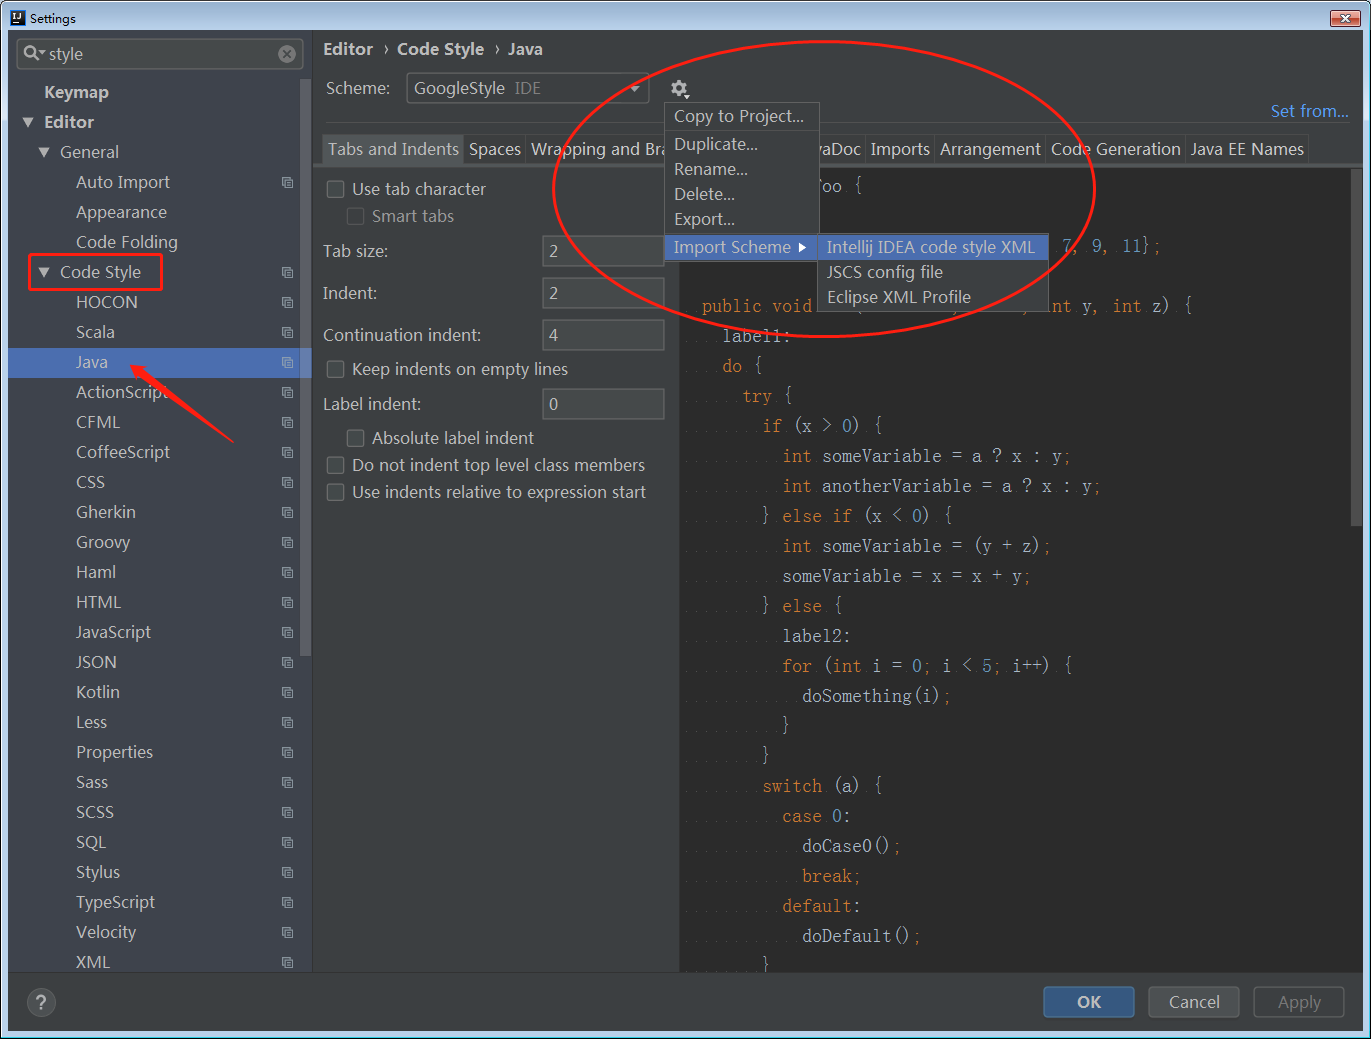 Settings
style
Keymap
Editor
General
Auto Import
Appearance
Code Folding
Code Style
HOCON
Scala
Java
ActionScript
CFML
CoffeeScript
CSS
Gherkin
Groovy
Haml
HTML
JavaScript
JSON
Kotlin
Less
Properties
Sass
SCSS
SQL
Stylus
TypeScript
Velocity
XML
Editor › Code Style › Java
Scheme: GoogleStyle IDE
Set from...
Tabs and Indents Spaces Wrapping and Bra vaDoc Imports Arrangement Code Generation Java EE Names
Copy to Project...
Duplicate...
Rename...
Delete...
Export...
Import Scheme
Intellij IDEA code style XML
JSCS config file
Eclipse XML Profile
Use tab character
Smart tabs
Tab size: 2
Indent: 2
Continuation indent: 4
Keep indents on empty lines
Label indent: 0
Absolute label indent
Do not indent top level class members
Use indents relative to expression start
Foo {
7, 9, 11};
public void int y, int z) {
label1:
do {
try {
if (x > 0) {
int someVariable = a ? x : y;
int anotherVariable = a ? x : y;
} else if (x < 0) {
int someVariable = (y + z);
someVariable = x = x + y;
} else {
label2:
for (int i = 0; i < 5; i++) {
doSomething(i);
}
}
switch (a) {
case 0:
doCase0();
break;
default:
doDefault();
}
?
OK Cancel Apply